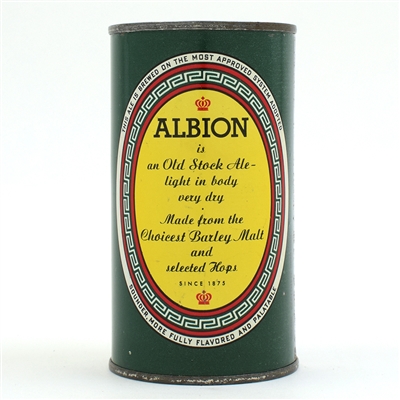 THIS ALE IS BREWED ON THE MOST APPROVED SYSTEM ADOPTED
ALBION
is
an Old Stock Ale-
light in body
very dry
.
Made from the
Choicest Barley Malt
and
selected Hops
SINCE 1875
SOUNDER, MORE FULLY FLAVORED AND PALATABLE